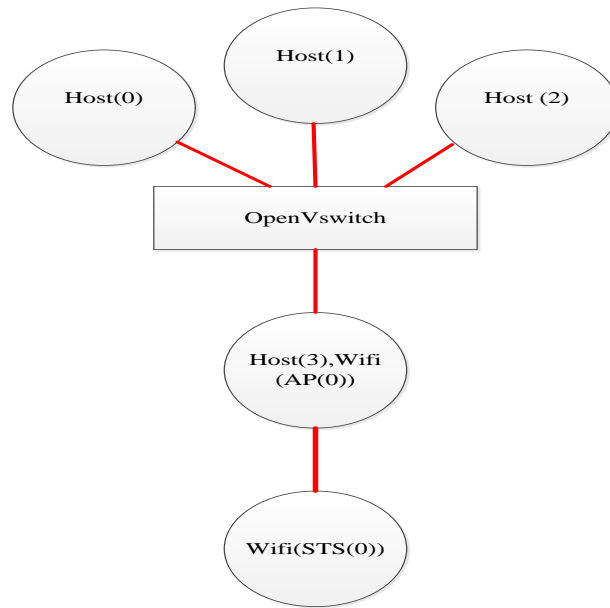 Host(1)
Host(0)
Host (2)
OpenVswitch
Host(3),Wifi
(AP(0))
Wifi(STS(0))